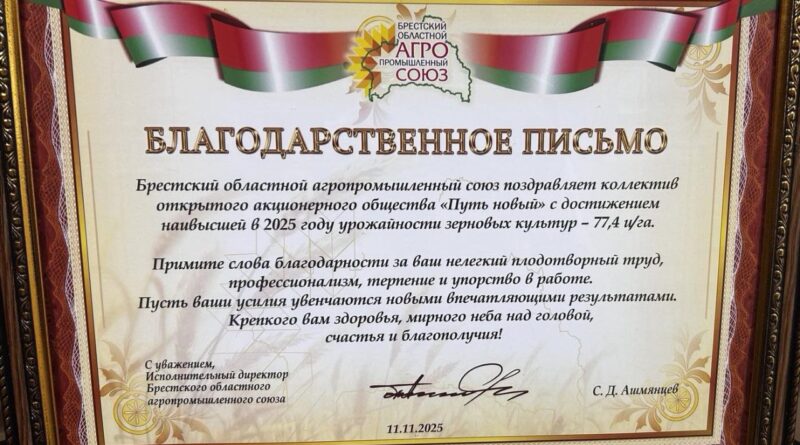 БРЕСТСКИЙ
ОБЛАСТНОЙ
АГРО
ПРОМЫШЛЕННЫЙ
СОЮЗ
БЛАГОДАРСТВЕННОЕ ПИСЬМО
Брестский областной агропромышленный союз поздравляет коллектив
открытого акционерного общества «Путь новый» с достижением
наивысшей в 2025 году урожайности зерновых культур – 77,4 ц/га.
Примите слова благодарности за ваш нелегкий плодотворный труд,
профессионализм, терпение и упорство в работе.
Пусть ваши усилия увенчаются новыми впечатляющими результатами.
Крепкого вам здоровья, мирного неба над головой,
счастья и благополучия!
С уважением,
Исполнительный директор
Брестского областного
агропромышленного союза
С. Д. Ашмянцев
11.11.2025